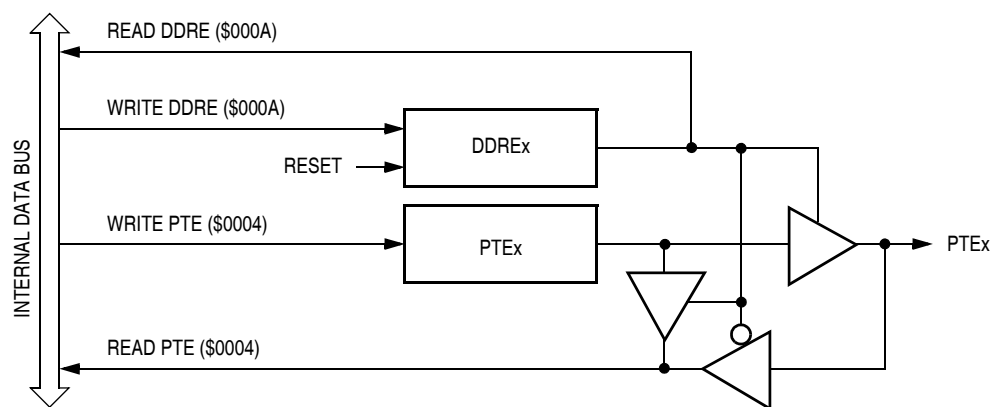 READ DDRE ($000A)
WRITE DDRE ($000A)
DDREx
RESET
INTERNAL DATA BUS
WRITE PTE ($0004)
PTEx
PTEx
READ PTE ($0004)